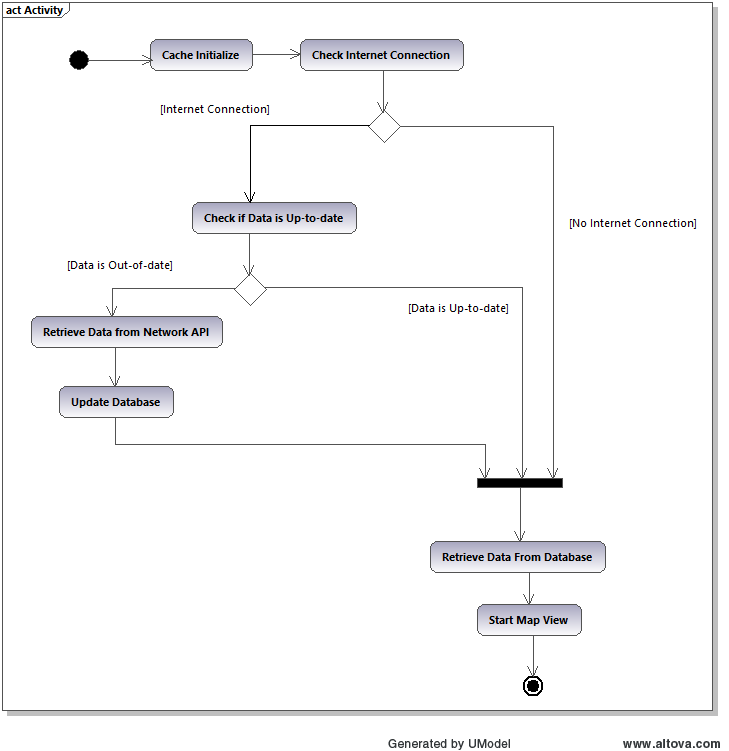 act Activity
Cache Initialize
Check Internet Connection
[Internet Connection]
Check if Data is Up-to-date
[No Internet Connection]
[Data is Out-of-date]
[Data is Up-to-date]
Retrieve Data from Network API
Update Database
Retrieve Data From Database
Start Map View
Generated by UModel
www.altova.com